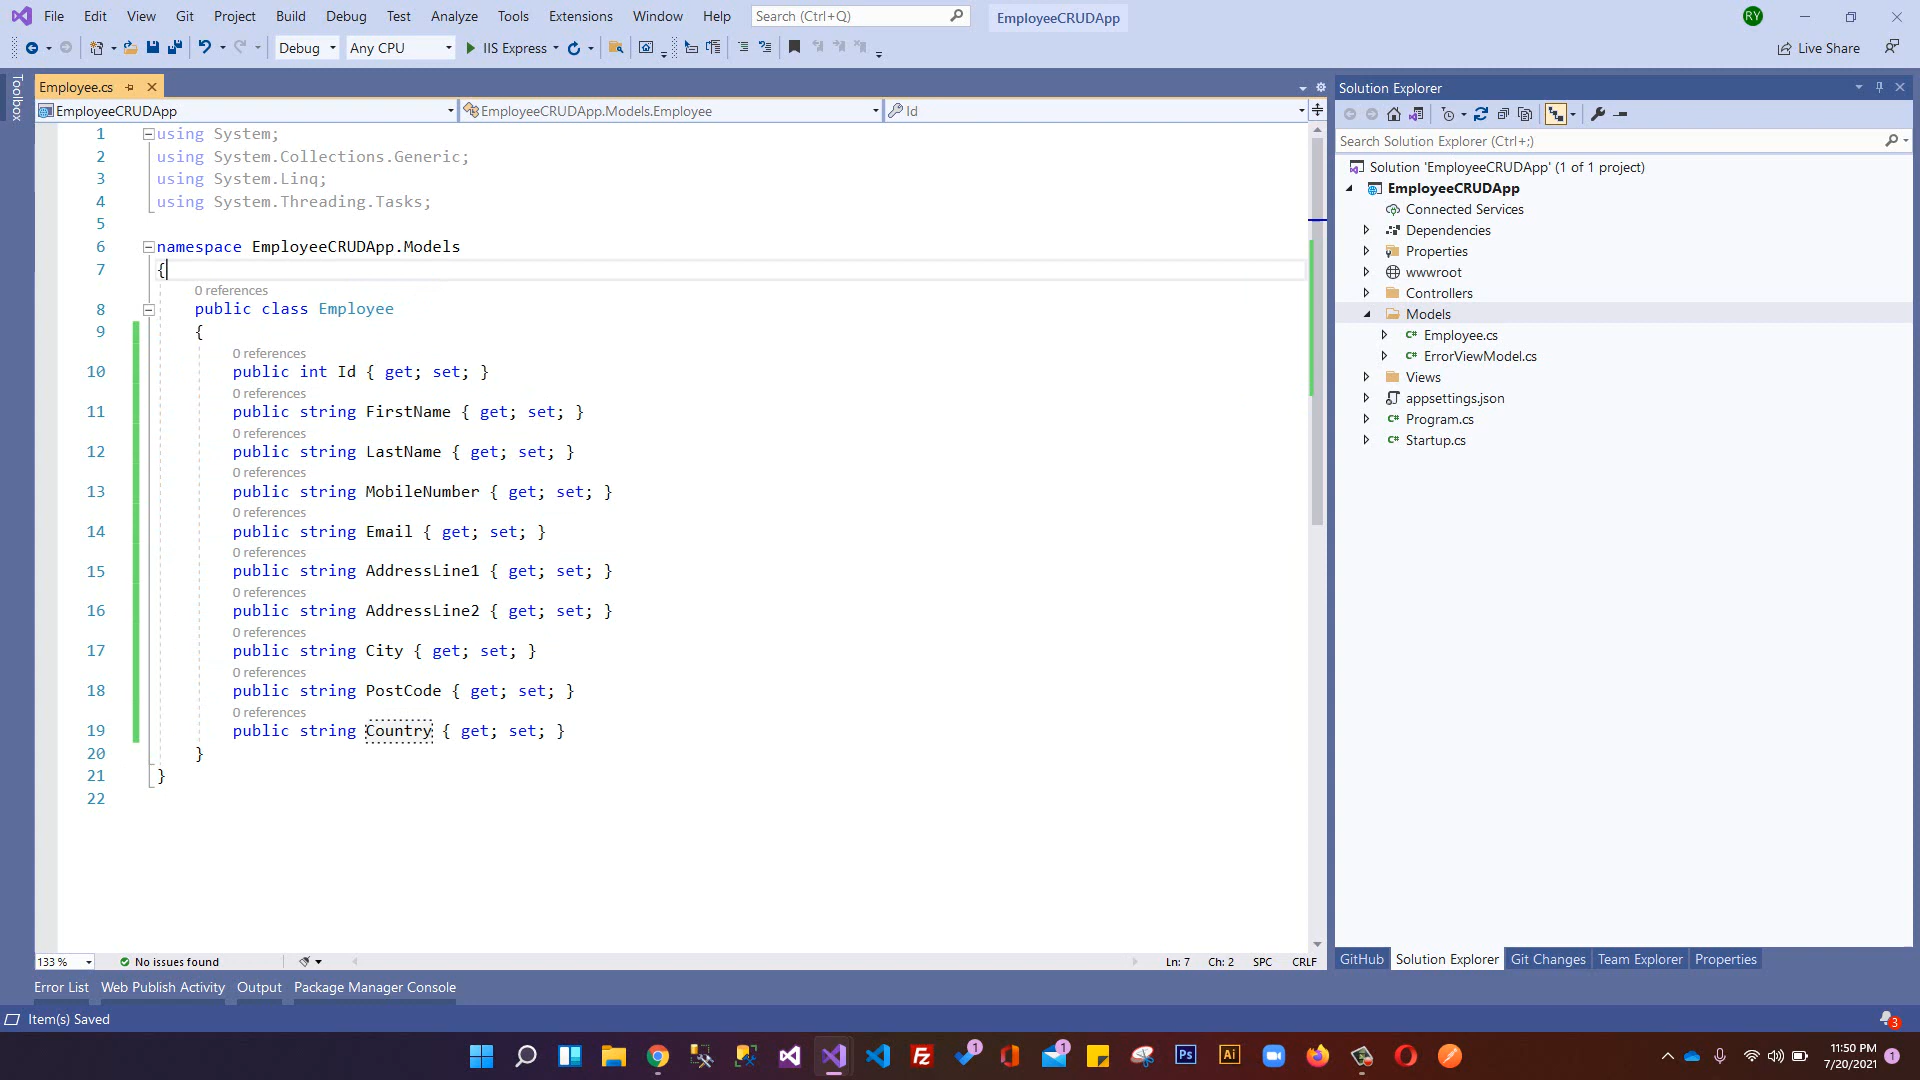 File Edit View Git Project Build Debug Test Analyze Tools Extensions Window Help Search (Ctrl+Q) EmployeeCRUDApp RY
Debug Any CPU IIS Express Live Share
Toolbox
Employee.cs
EmployeeCRUDApp EmployeeCRUDApp.Models.Employee Id
1 using System;
2 using System.Collections.Generic;
3 using System.Linq;
4 using System.Threading.Tasks;
5
6 namespace EmployeeCRUDApp.Models
7 {
0 references
8 public class Employee
9 {
0 references
10 public int Id { get; set; }
0 references
11 public string FirstName { get; set; }
0 references
12 public string LastName { get; set; }
0 references
13 public string MobileNumber { get; set; }
0 references
14 public string Email { get; set; }
0 references
15 public string AddressLine1 { get; set; }
0 references
16 public string AddressLine2 { get; set; }
0 references
17 public string City { get; set; }
0 references
18 public string PostCode { get; set; }
0 references
19 public string Country { get; set; }
20 }
21 }
22
133 % No issues found Ln: 7 Ch: 2 SPC CRLF
Solution Explorer
Search Solution Explorer (Ctrl+;)
Solution 'EmployeeCRUDApp' (1 of 1 project)
EmployeeCRUDApp
Connected Services
Dependencies
Properties
wwwroot
Controllers
Models
C# Employee.cs
C# ErrorViewModel.cs
Views
appsettings.json
C# Program.cs
C# Startup.cs
GitHub Solution Explorer Git Changes Team Explorer Properties
Error List Web Publish Activity Output Package Manager Console
Item(s) Saved 3
Fz 1 1 Ps Ai
11:50 PM
7/20/2021 1